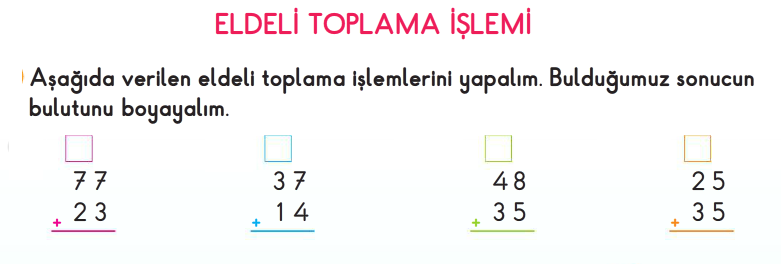 ELDELİ TOPLAMA İŞLEMİ
Aşağıda verilen eldeli toplama işlemlerini yapalım. Bulduğumuz sonucun
bulutunu boyayalım.
77 37 48 25
+ 23 + 14 + 35 + 35